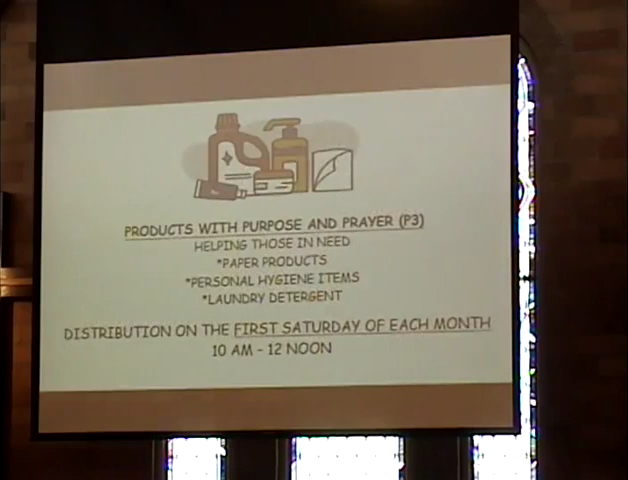 PRODUCTS WITH PURPOSE AND PRAYER (P3)
HELPING THOSE IN NEED
*PAPER PRODUCTS
*PERSONAL HYGIENE ITEMS
*LAUNDRY DETERGENT
DISTRIBUTION ON THE FIRST SATURDAY OF EACH MONTH
10 AM - 12 NOON